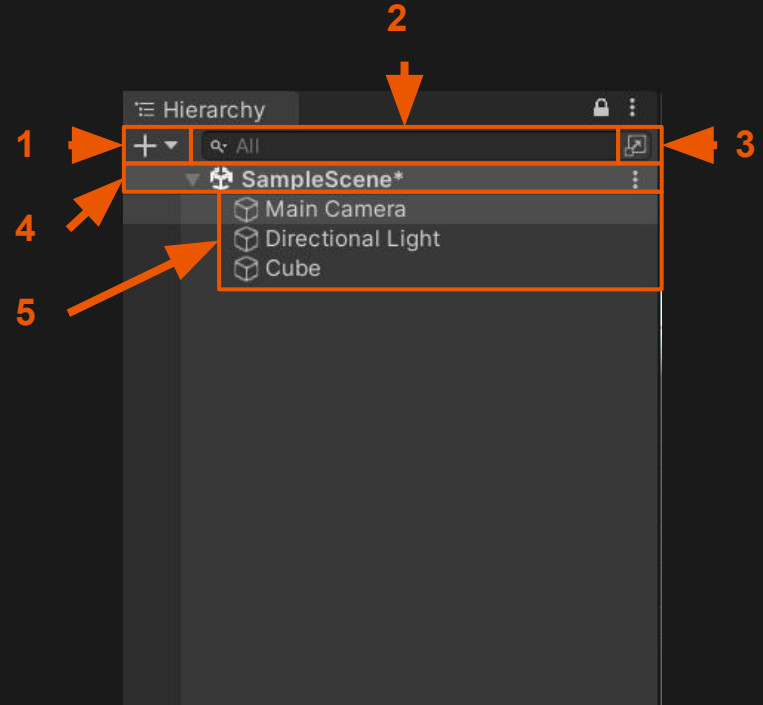 2
Hierarchy
1
All
3
SampleScene*
4
Main Camera
Directional Light
Cube
5